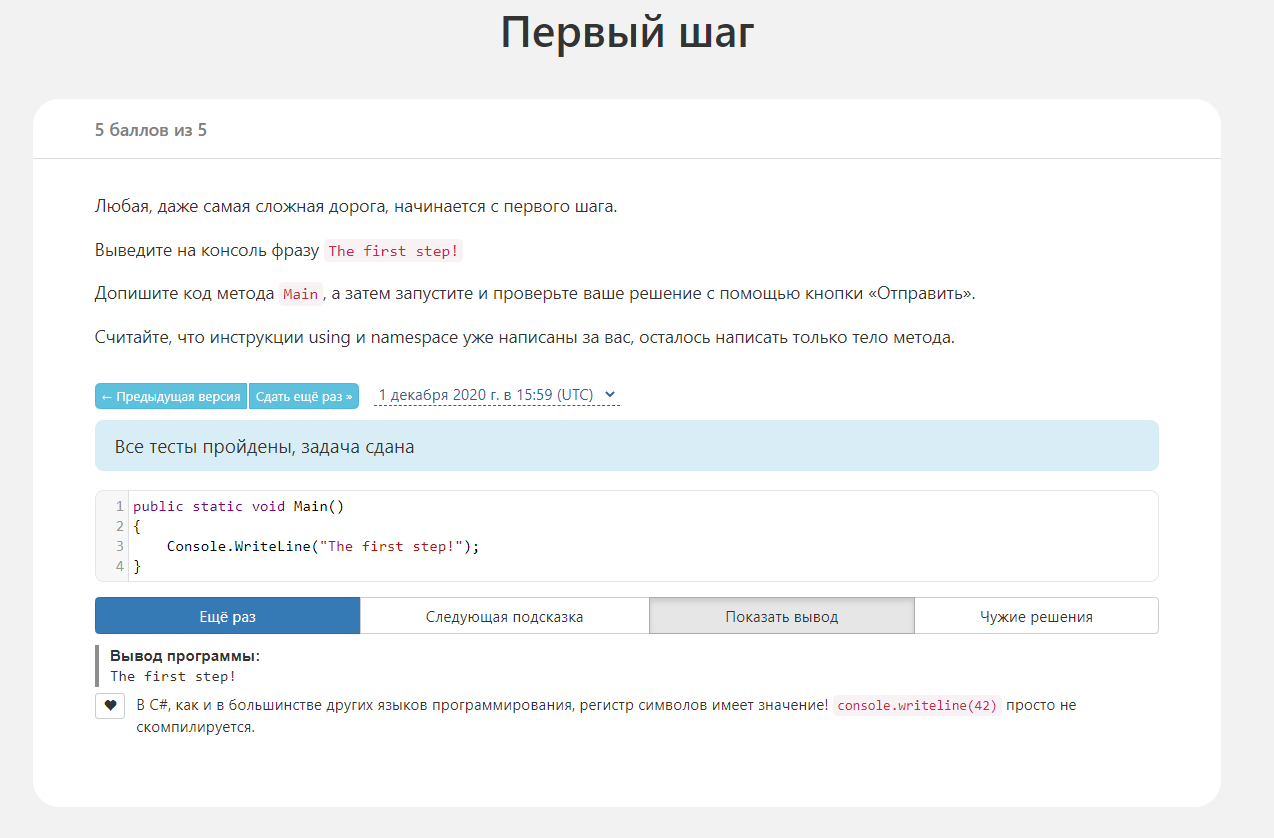 Первый шаг
5 баллов из 5
Любая, даже самая сложная дорога, начинается с первого шага.
Выведите на консоль фразу The first step!
Допишите код метода Main, а затем запустите и проверьте ваше решение с помощью кнопки «Отправить».
Считайте, что инструкции using и namespace уже написаны за вас, осталось написать только тело метода.
← Предыдущая версия Сдать ещё раз » 1 декабря 2020 г. в 15:59 (UTC)
Все тесты пройдены, задача сдана
1 public static void Main()
2 {
3     Console.WriteLine("The first step!");
4 }
Ещё раз Следующая подсказка Показать вывод Чужие решения
Вывод программы:
The first step!
В C#, как и в большинстве других языков программирования, регистр символов имеет значение! console.writeline(42) просто не
скомпилируется.